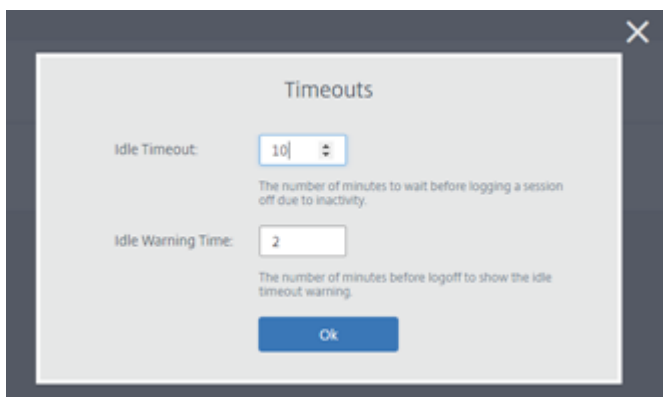 Timeouts
Idle Timeout:
10
The number of minutes to wait before logging a session
off due to inactivity.
Idle Warning Time:
2
The number of minutes before logoff to show the idle
timeout warning.
Ok